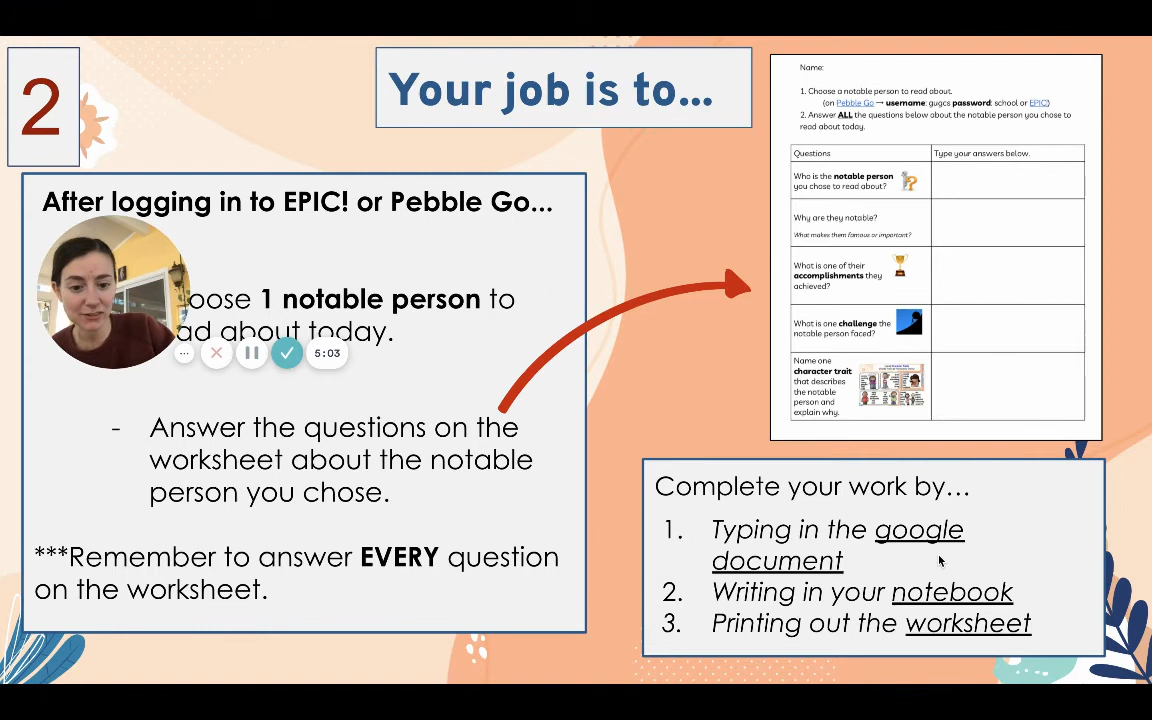 2
Your job is to...
After logging in to EPIC! or Pebble Go...
oose 1 notable person to
ad about today.
... 5:03
- Answer the questions on the
worksheet about the notable
person you chose.
***Remember to answer EVERY question
on the worksheet.
Name:
1. Choose a notable person to read about.
(on Pebble Go → username: gugcs password: school or EPIC!)
2. Answer ALL the questions below about the notable person you chose to
read about today.
Questions Type your answers below.
Who is the notable person
you chose to read about?
Why are they notable?
What makes them famous or important?
What is one of their
accomplishments they
achieved?
What is one challenge the
notable person faced?
Name one
character trait
that describes
the notable
person and
explain why.
Complete your work by...
1. Typing in the google
document
2. Writing in your notebook
3. Printing out the worksheet